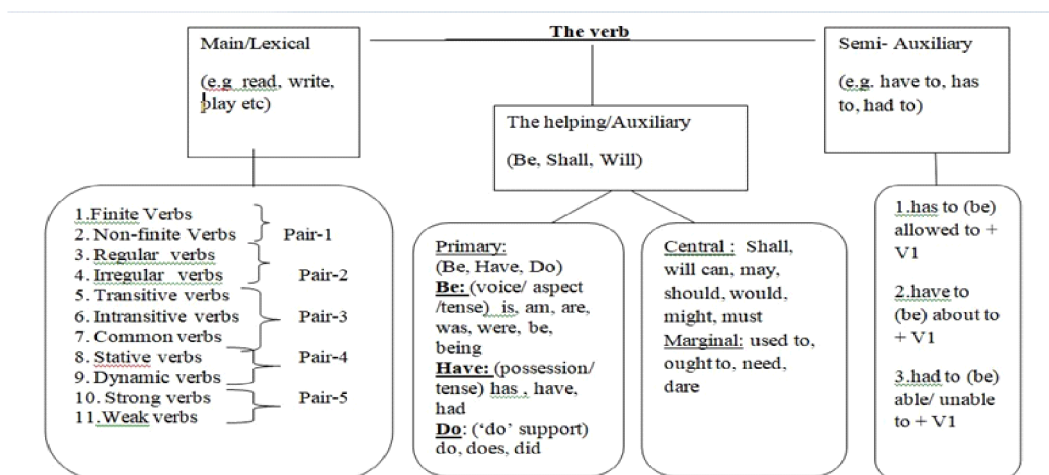 The verb
Main/Lexical
(e.g read, write,
play etc)
Semi- Auxiliary
(e.g. have to, has
to, had to)
The helping/Auxiliary
(Be, Shall, Will)
1.Finite Verbs
2. Non-finite Verbs
Pair-1
3. Regular verbs
4. Irregular verbs
Pair-2
5. Transitive verbs
6. Intransitive verbs
7. Common verbs
Pair-3
8. Stative verbs
9. Dynamic verbs
Pair-4
10. Strong verbs
11.Weak verbs
Pair-5
Primary:
(Be, Have, Do)
Be: (voice/ aspect
/tense) is, am, are,
was, were, be,
being
Have: (possession/
tense) has , have,
had
Do: (‘do’ support)
do, does, did
Central : Shall,
will can, may,
should, would,
might, must
Marginal: used to,
ought to, need,
dare
1.has to (be)
allowed to +
V1
2.have to
(be) about to
+ V1
3.had to (be)
able/ unable
to + V1